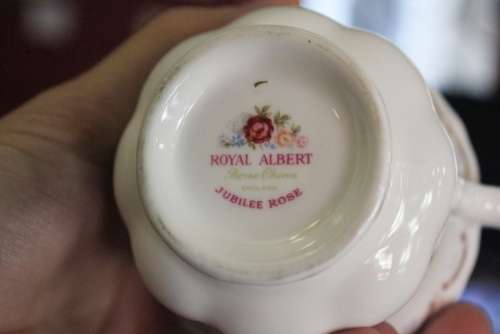 ROYAL ALBERT
Bone China
ENGLAND
JUBILEE ROSE